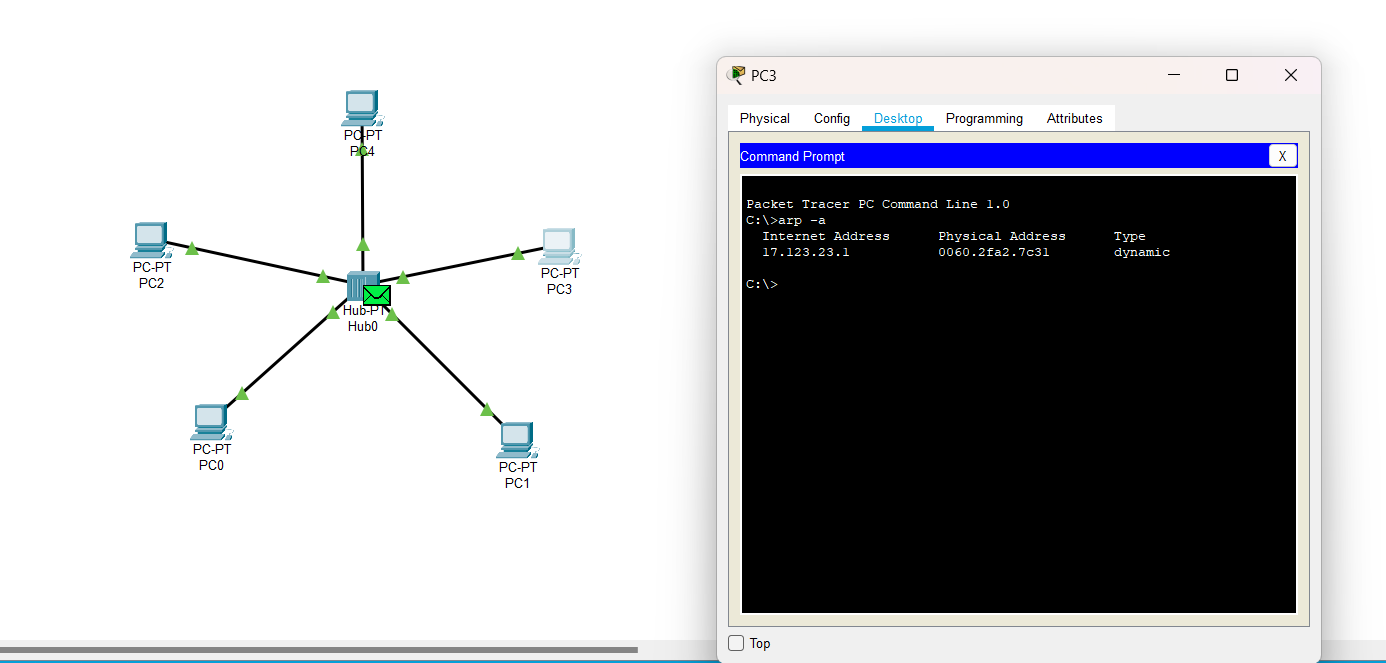 PC-PT
PC4
PC-PT
PC2
PC-PT
PC3
Hub-PT
Hub0
PC-PT
PC0
PC-PT
PC1
PC3
Physical Config Desktop Programming Attributes
Command Prompt X
Packet Tracer PC Command Line 1.0
C:\>arp -a
Internet Address Physical Address Type
17.123.23.1 0060.2fa2.7c31 dynamic
C:\>
Top